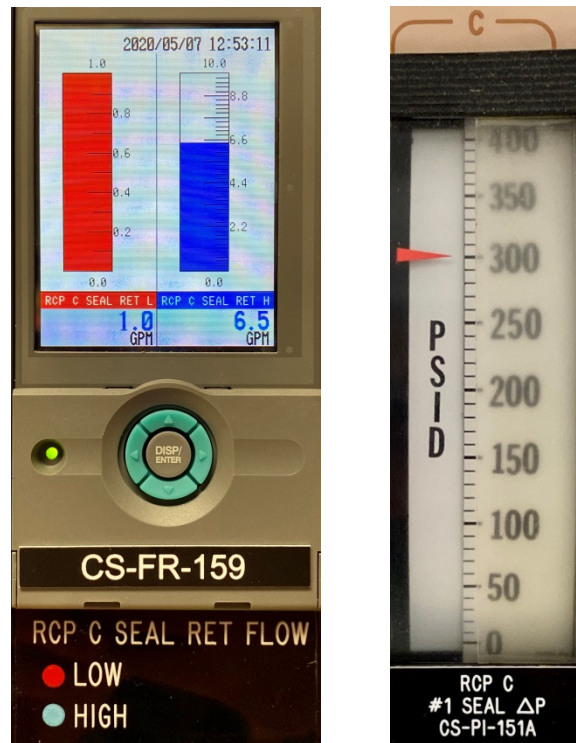 2020/05/07 12:53:11
1.0
10.0
0.8
8.8
0.6
6.6
0.4
4.4
0.2
2.2
0.0
0.0
RCP C SEAL RET L
RCP C SEAL RET H
1.0
6.5
GPM
GPM
DISP/
ENTER
CS-FR-159
RCP C SEAL RET FLOW
LOW
HIGH
C
400
350
300
250
200
150
100
50
0
PSID
RCP C
#1 SEAL △P
CS-PI-151A